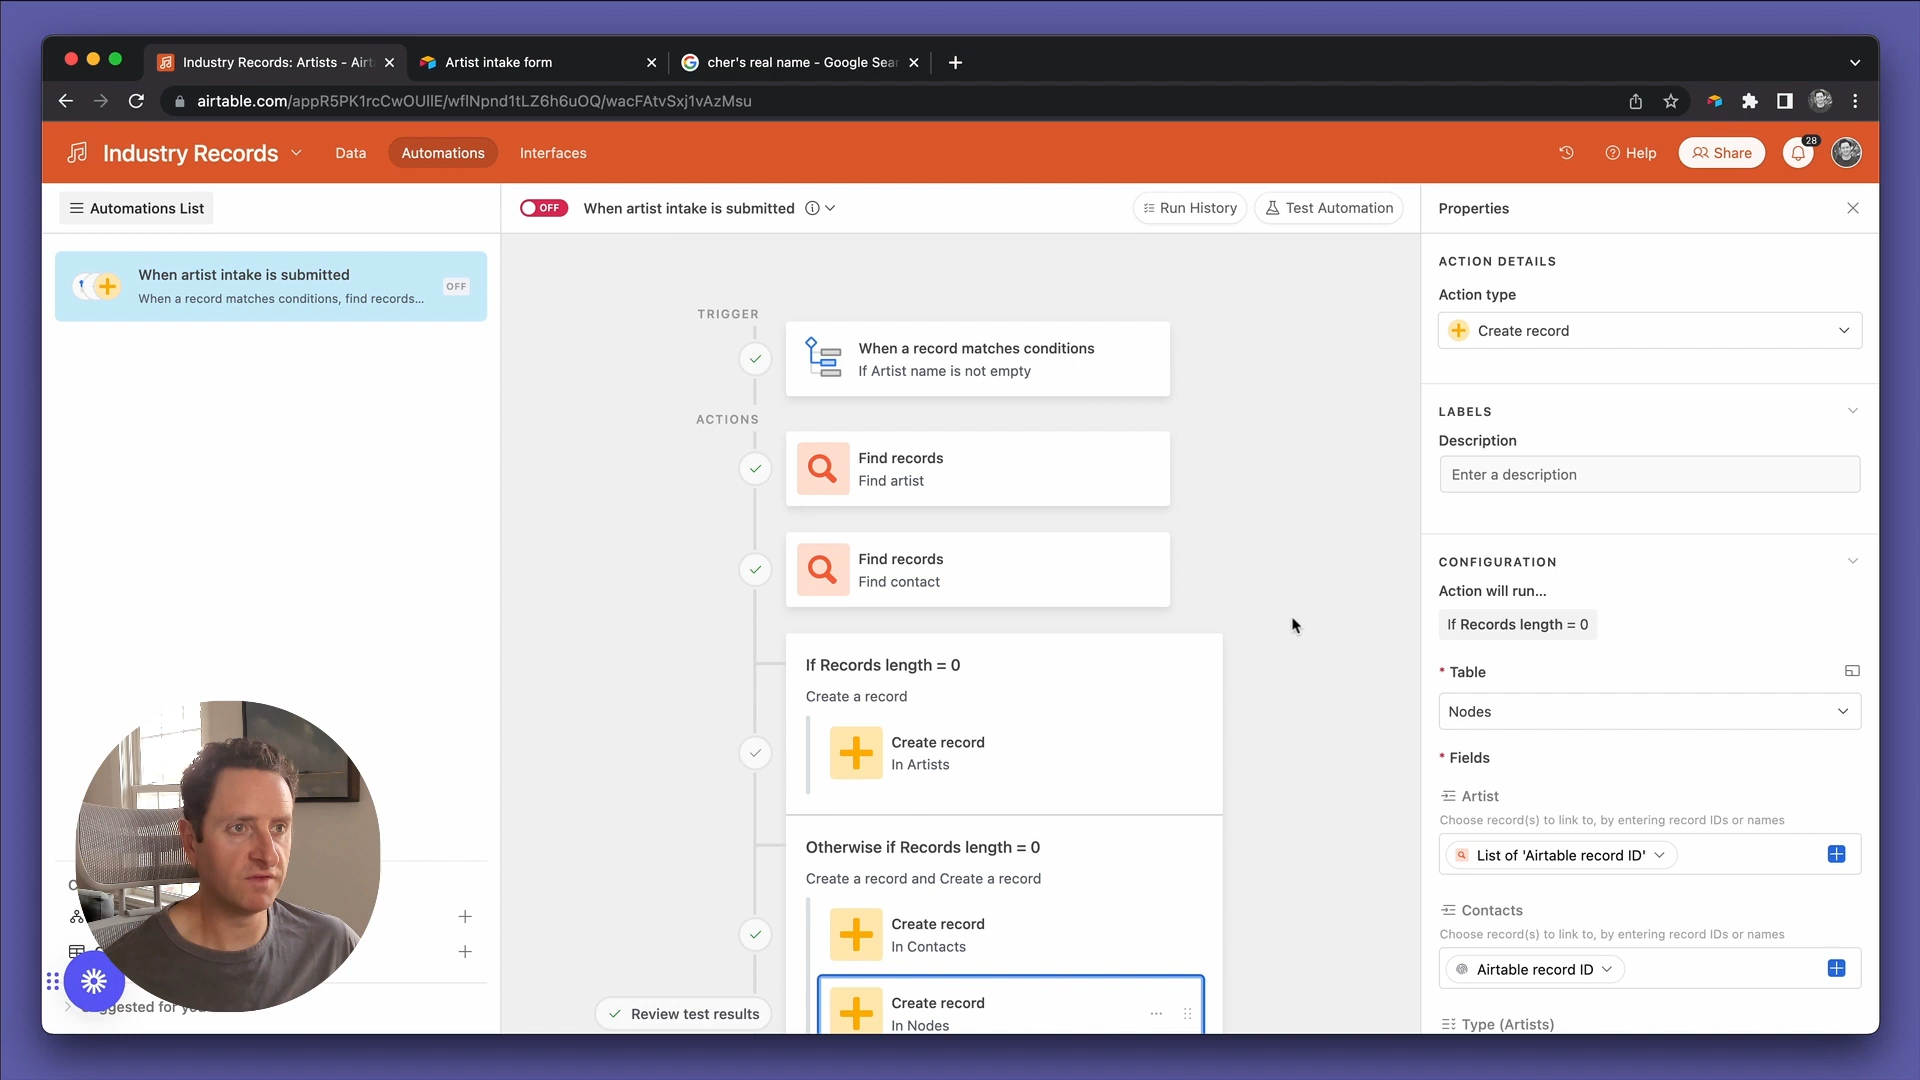 Industry Records: Artists - Airt
Artist intake form
cher's real name - Google Sear
airtable.com/appR5PK1rcCwOUllE/wflNpnd1tLZ6h6uOQ/wacFAtvSxj1vAzMsu
Industry Records
Data
Automations
Interfaces
Help
Share
28
Automations List
OFF
When artist intake is submitted
Run History
Test Automation
Properties
When artist intake is submitted
When a record matches conditions, find records...
OFF
TRIGGER
When a record matches conditions
If Artist name is not empty
ACTIONS
Find records
Find artist
Find records
Find contact
If Records length = 0
Create a record
Create record
In Artists
Otherwise if Records length = 0
Create a record and Create a record
Create record
In Contacts
Create record
In Nodes
Review test results
ACTION DETAILS
Action type
Create record
LABELS
Description
Enter a description
CONFIGURATION
Action will run...
If Records length = 0
* Table
Nodes
* Fields
Artist
Choose record(s) to link to, by entering record IDs or names
List of 'Airtable record ID'
Contacts
Choose record(s) to link to, by entering record IDs or names
Airtable record ID
Type (Artists)